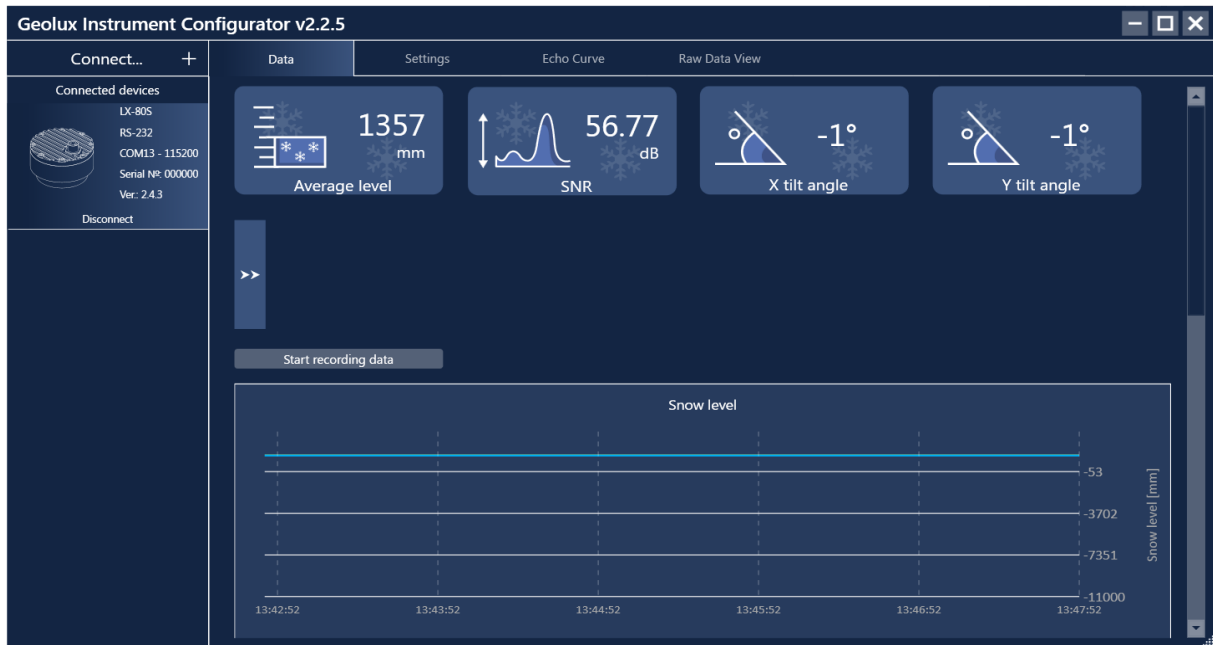 Geolux Instrument Configurator v2.2.5
Connect... +
Data
Settings
Echo Curve
Raw Data View
Connected devices
LX-80S
RS-232
COM13 - 115200
Serial Nº: 000000
Ver.: 2.4.3
Disconnect
1357
mm
Average level
56.77
dB
SNR
-1°
X tilt angle
-1°
Y tilt angle
Start recording data
Snow level
-53
-3702
-7351
-11000
Snow level [mm]
13:42:52
13:43:52
13:44:52
13:45:52
13:46:52
13:47:52